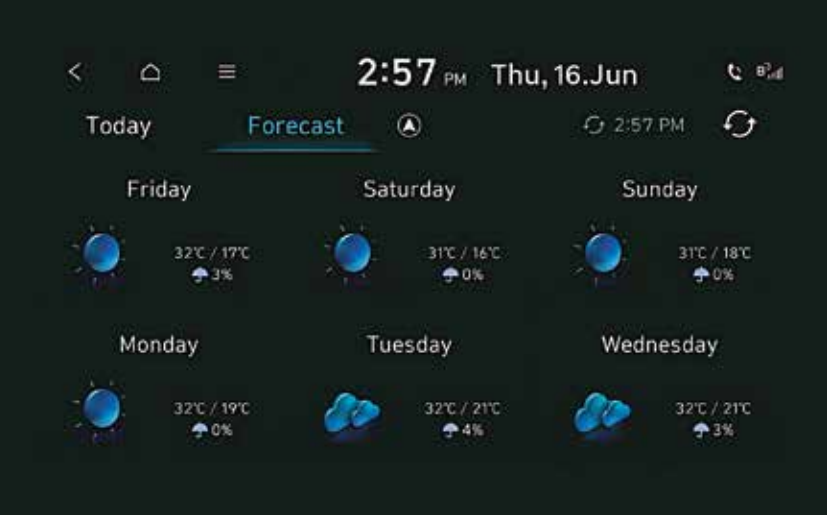 2:57 PM Thu, 16.Jun
Today Forecast 2:57 PM
Friday Saturday Sunday
32℃ / 17℃ 31℃ / 16℃ 31℃ / 18℃
3% 0% 0%
Monday Tuesday Wednesday
32℃ / 19℃ 32℃ / 21℃ 32℃ / 21℃
0% 4% 3%